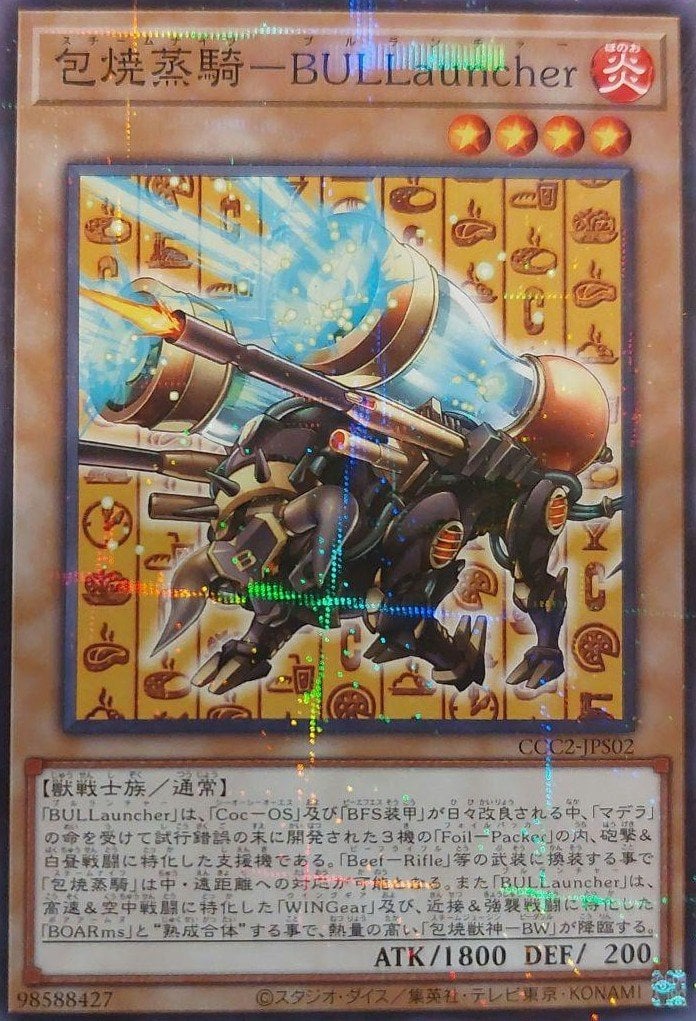 包焼蒸騎－BULLauncher
ほのお
炎
CCC2-JPS02
【獣戦士族／通常】
「BULLauncher」は、「Coc－OS」及び「BFS装甲」が日々改良される中、「マデラ」
の命を受けて試行錯誤の末に開発された３機の「Foil－Packer」の内、砲撃＆
白昼戦闘に特化した支援機である。「Beef－Rifle」等の武装に換装する事で
「包焼蒸騎」は中・遠距離への対応が可能となる。また「BULLauncher」は、
高速＆空中戦闘に特化した「WINGear」及び、近接＆強襲戦闘に特化した
「BOARms」と“熟成合体”する事で、熱量の高い「包焼獣神－BW」が降臨する。
ATK/1800 DEF/ 200
98588427
©スタジオ・ダイス／集英社・テレビ東京・KONAMI